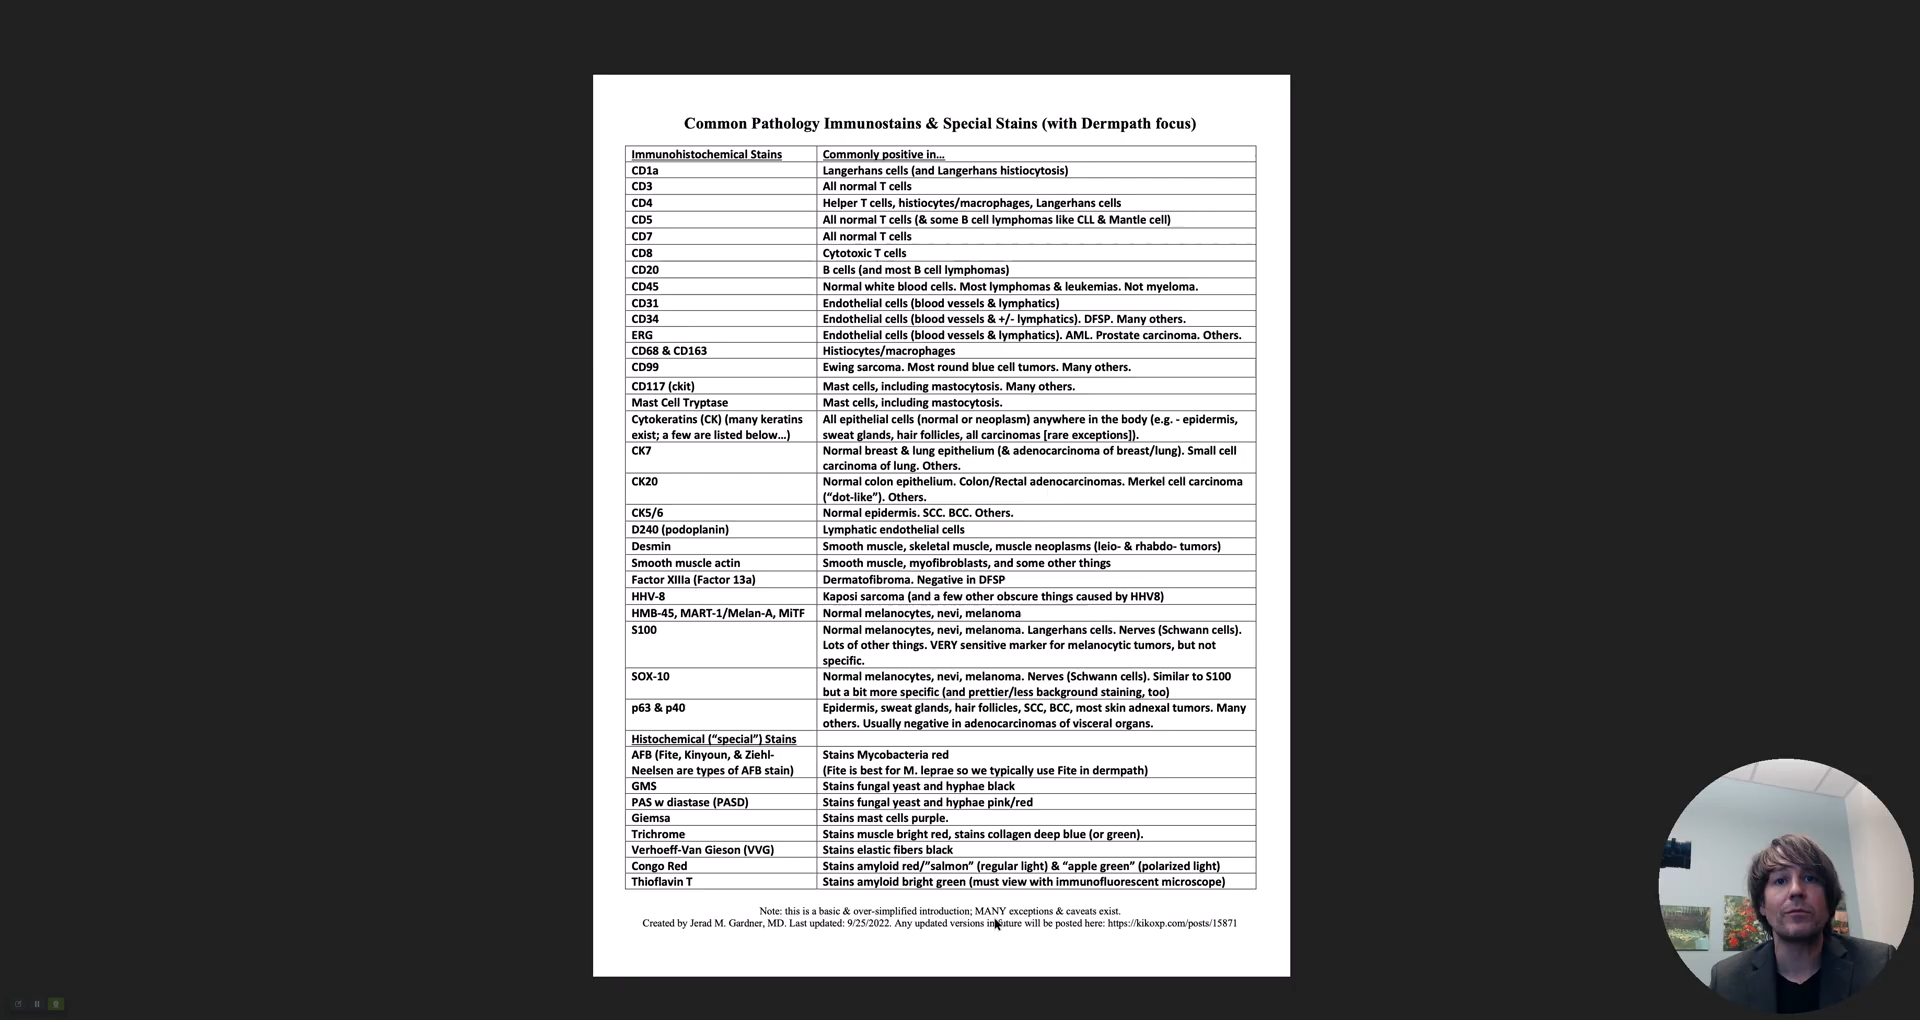 Common Pathology Immunostains & Special Stains (with Dermpath focus)
Immunohistochemical Stains Commonly positive in…
CD1a Langerhans cells (and Langerhans histiocytosis)
CD3 All normal T cells
CD4 Helper T cells, histiocytes/macrophages, Langerhans cells
CD5 All normal T cells (& some B cell lymphomas like CLL & Mantle cell)
CD7 All normal T cells
CD8 Cytotoxic T cells
CD20 B cells (and most B cell lymphomas)
CD45 Normal white blood cells. Most lymphomas & leukemias. Not myeloma.
CD31 Endothelial cells (blood vessels & lymphatics)
CD34 Endothelial cells (blood vessels & +/- lymphatics). DFSP. Many others.
ERG Endothelial cells (blood vessels & lymphatics). AML. Prostate carcinoma. Others.
CD68 & CD163 Histiocytes/macrophages
CD99 Ewing sarcoma. Most round blue cell tumors. Many others.
CD117 (ckit) Mast cells, including mastocytosis. Many others.
Mast Cell Tryptase Mast cells, including mastocytosis.
Cytokeratins (CK) (many keratins All epithelial cells (normal or neoplasm) anywhere in the body (e.g. - epidermis,
exist; a few are listed below…) sweat glands, hair follicles, all carcinomas [rare exceptions]).
CK7 Normal breast & lung epithelium (& adenocarcinoma of breast/lung). Small cell
carcinoma of lung. Others.
CK20 Normal colon epithelium. Colon/Rectal adenocarcinomas. Merkel cell carcinoma
(“dot-like”). Others.
CK5/6 Normal epidermis. SCC. BCC. Others.
D240 (podoplanin) Lymphatic endothelial cells
Desmin Smooth muscle, skeletal muscle, muscle neoplasms (leio- & rhabdo- tumors)
Smooth muscle actin Smooth muscle, myofibroblasts, and some other things
Factor XIIIa (Factor 13a) Dermatofibroma. Negative in DFSP
HHV-8 Kaposi sarcoma (and a few other obscure things caused by HHV8)
HMB-45, MART-1/Melan-A, MiTF Normal melanocytes, nevi, melanoma
S100 Normal melanocytes, nevi, melanoma. Langerhans cells. Nerves (Schwann cells).
Lots of other things. VERY sensitive marker for melanocytic tumors, but not
specific.
SOX-10 Normal melanocytes, nevi, melanoma. Nerves (Schwann cells). Similar to S100
but a bit more specific (and prettier/less background staining, too)
p63 & p40 Epidermis, sweat glands, hair follicles, SCC, BCC, most skin adnexal tumors. Many
others. Usually negative in adenocarcinomas of visceral organs.
Histochemical (“special”) Stains
AFB (Fite, Kinyoun, & Ziehl- Stains Mycobacteria red
Neelsen are types of AFB stain) (Fite is best for M. leprae so we typically use Fite in dermpath)
GMS Stains fungal yeast and hyphae black
PAS w diastase (PASD) Stains fungal yeast and hyphae pink/red
Giemsa Stains mast cells purple.
Trichrome Stains muscle bright red, stains collagen deep blue (or green).
Verhoeff-Van Gieson (VVG) Stains elastic fibers black
Congo Red Stains amyloid red/”salmon” (regular light) & “apple green” (polarized light)
Thioflavin T Stains amyloid bright green (must view with immunofluorescent microscope)
Note: this is a basic & over-simplified introduction; MANY exceptions & caveats exist.
Created by Jerad M. Gardner, MD. Last updated: 9/25/2022. Any updated versions in future will be posted here: https://kikoxp.com/posts/15871